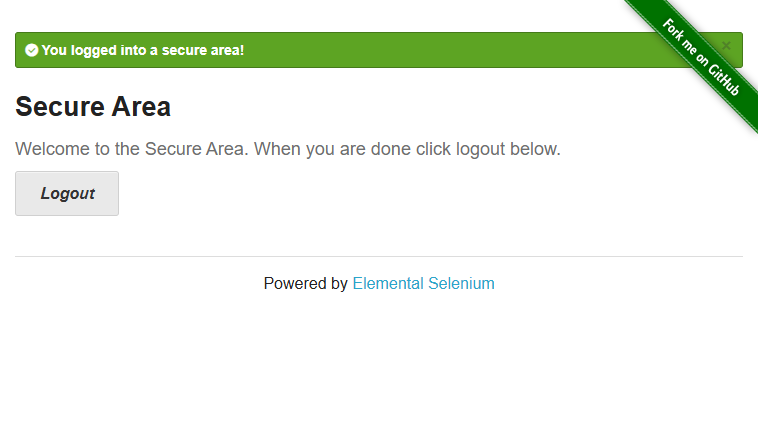 You logged into a secure area!
×
Fork me on GitHub
Secure Area
Welcome to the Secure Area. When you are done click logout below.
Logout
Powered by Elemental Selenium